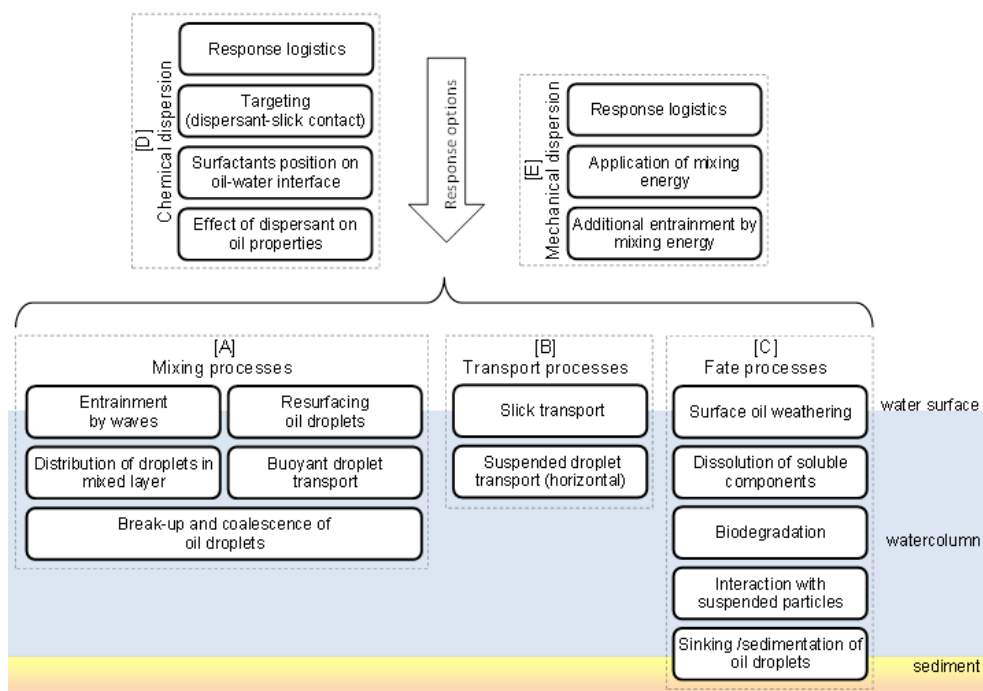 [D]
Chemical dispersion
Response logistics
Targeting
(dispersant-slick contact)
Surfactants position on
oil-water interface
Effect of dispersant on
oil properties
Response options
[E]
Mechanical dispersion
Response logistics
Application of mixing
energy
Additional entrainment by
mixing energy
[A]
Mixing processes
Entrainment
by waves
Resurfacing
oil droplets
Distribution of droplets in
mixed layer
Buoyant droplet
transport
Break-up and coalescence of
oil droplets
[B]
Transport processes
Slick transport
Suspended droplet
transport (horizontal)
[C]
Fate processes
Surface oil weathering
Dissolution of soluble
components
Biodegradation
Interaction with
suspended particles
Sinking /sedimentation of
oil droplets
water surface
watercolumn
sediment